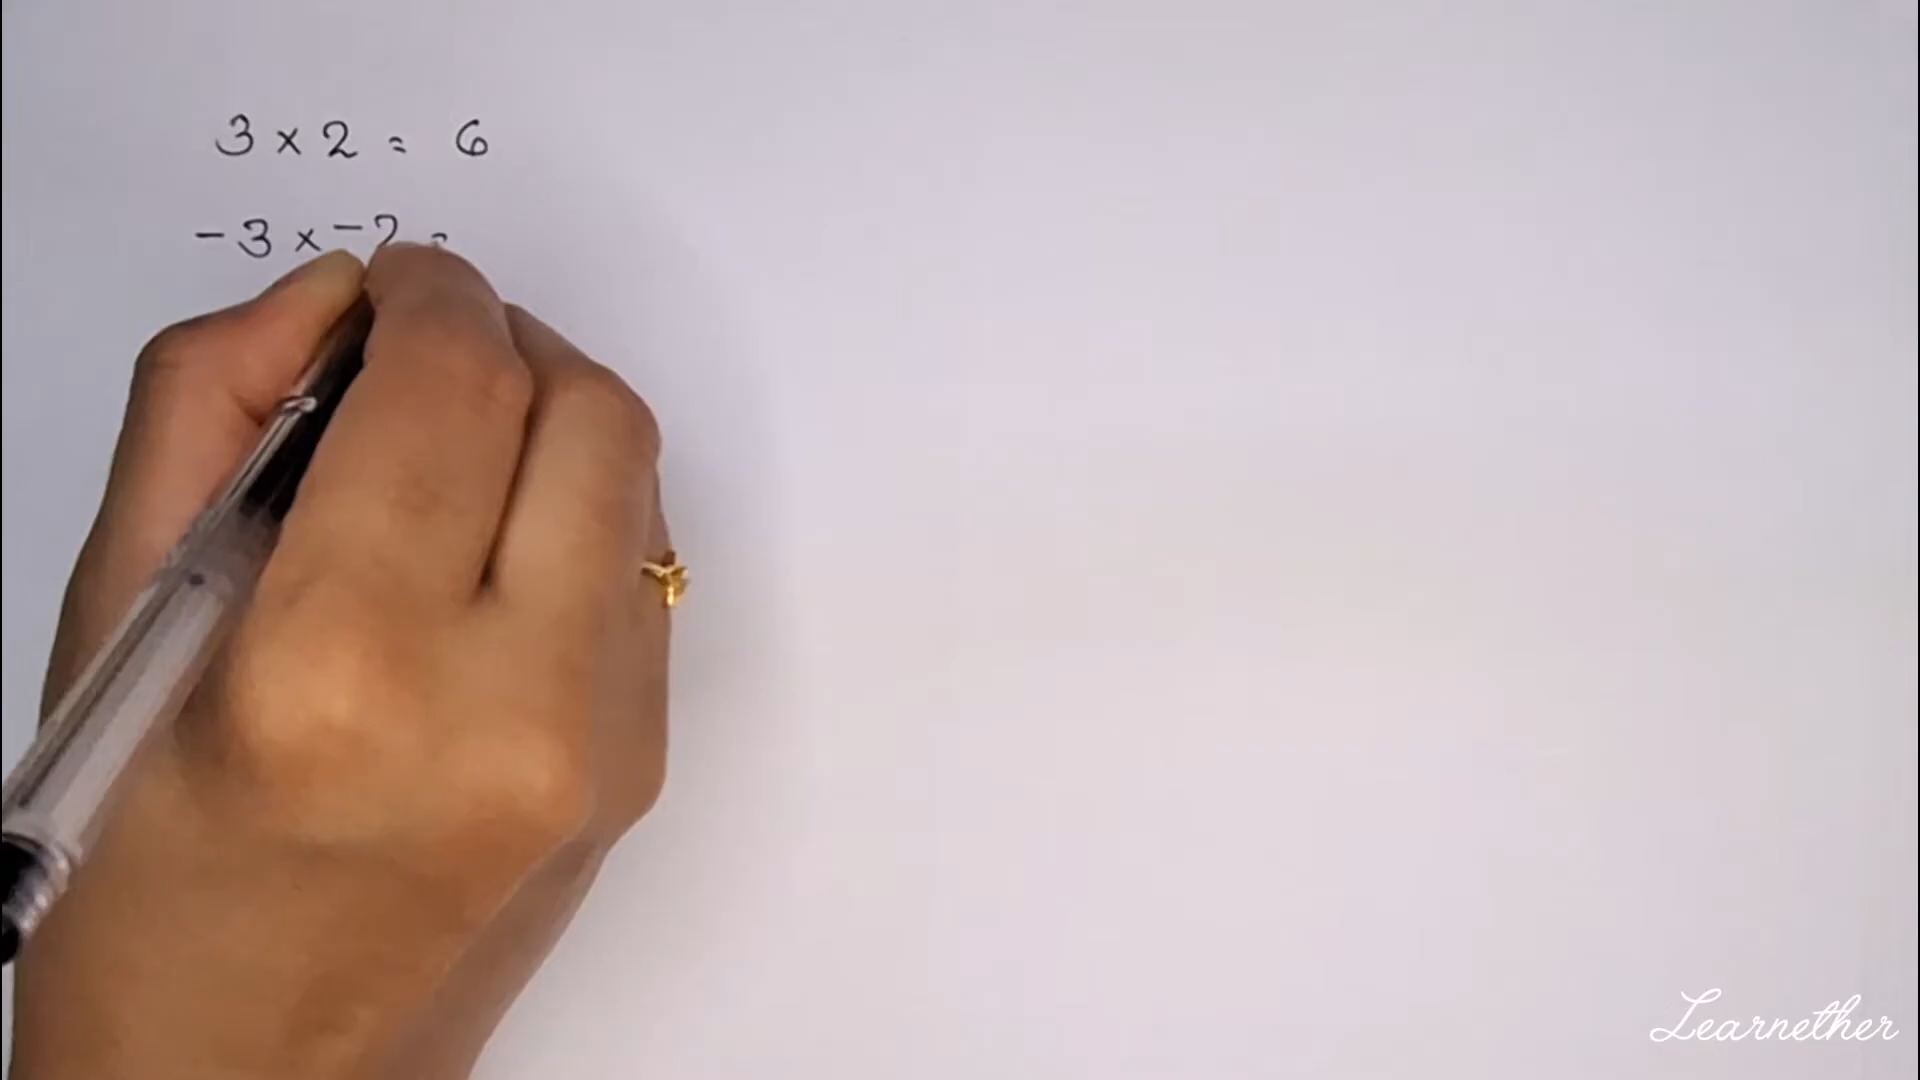 3 × 2 = 6
-3 × -2 =
Learnether